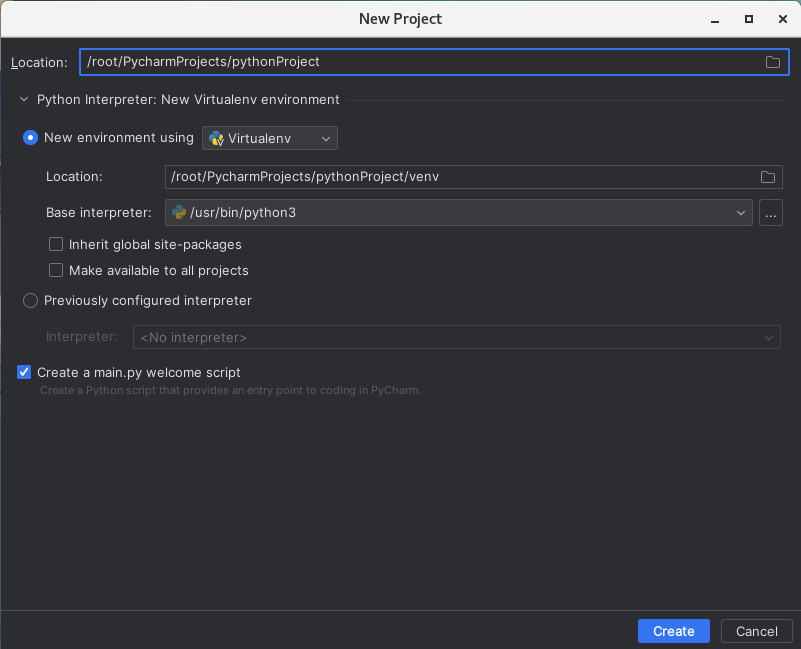 New Project
Location: /root/PycharmProjects/pythonProject
Python Interpreter: New Virtualenv environment
New environment using Virtualenv
Location: /root/PycharmProjects/pythonProject/venv
Base interpreter: /usr/bin/python3 ...
Inherit global site-packages
Make available to all projects
Previously configured interpreter
Interpreter: <No interpreter>
Create a main.py welcome script
Create a Python script that provides an entry point to coding in PyCharm.
Create Cancel